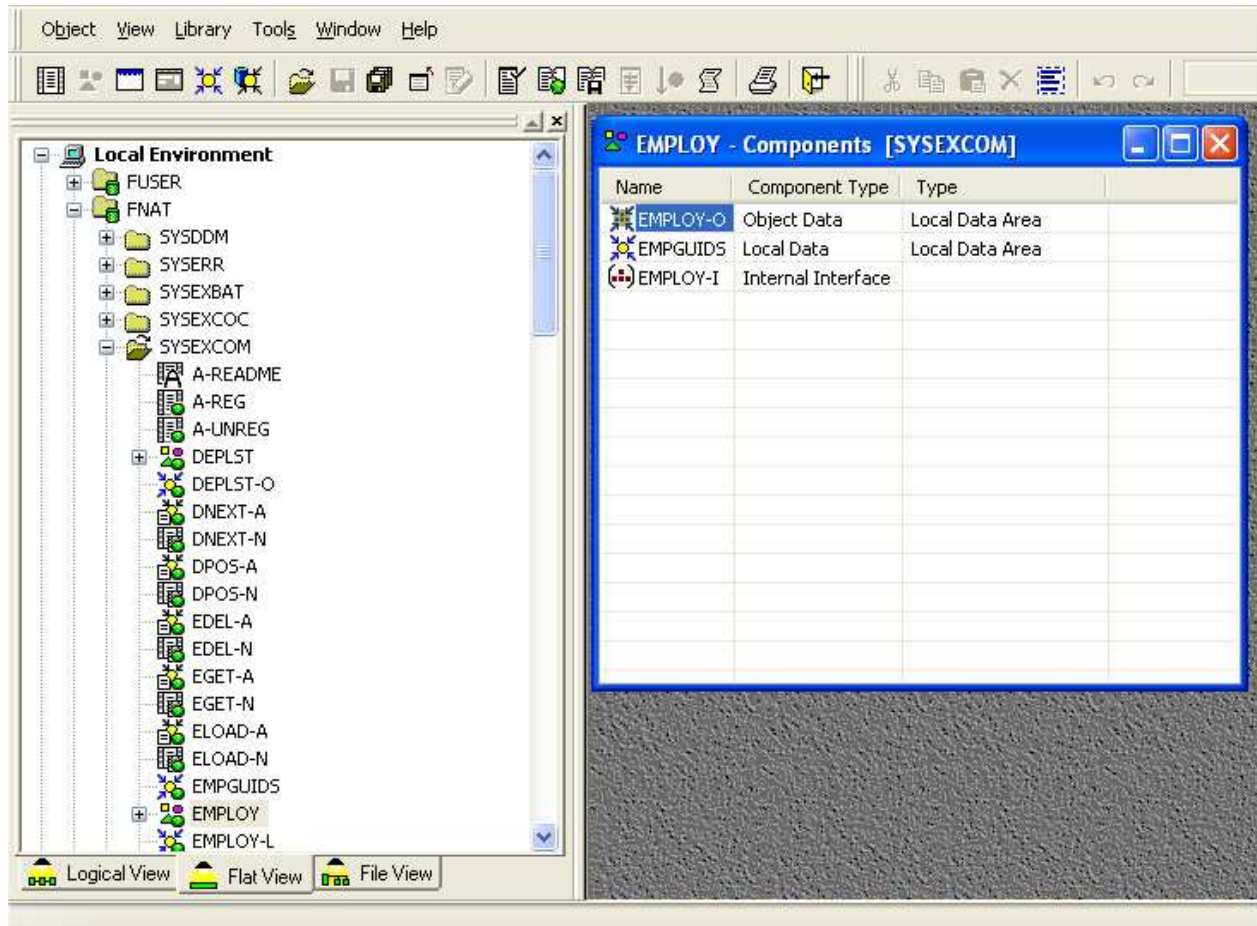 Object View Library Tools Window Help
Local Environment
FUSER
FNAT
SYSDDM
SYSERR
SYSEXBAT
SYSEXCOC
SYSEXCOM
A-README
A-REG
A-UNREG
DEPLST
DEPLST-O
DNEXT-A
DNEXT-N
DPOS-A
DPOS-N
EDEL-A
EDEL-N
EGET-A
EGET-N
ELOAD-A
ELOAD-N
EMPGUIDS
EMPLOY
EMPLOY-L
Logical View Flat View File View
EMPLOY - Components [SYSEXCOM]
Name Component Type Type
EMPLOY-O Object Data Local Data Area
EMPGUIDS Local Data Local Data Area
EMPLOY-I Internal Interface